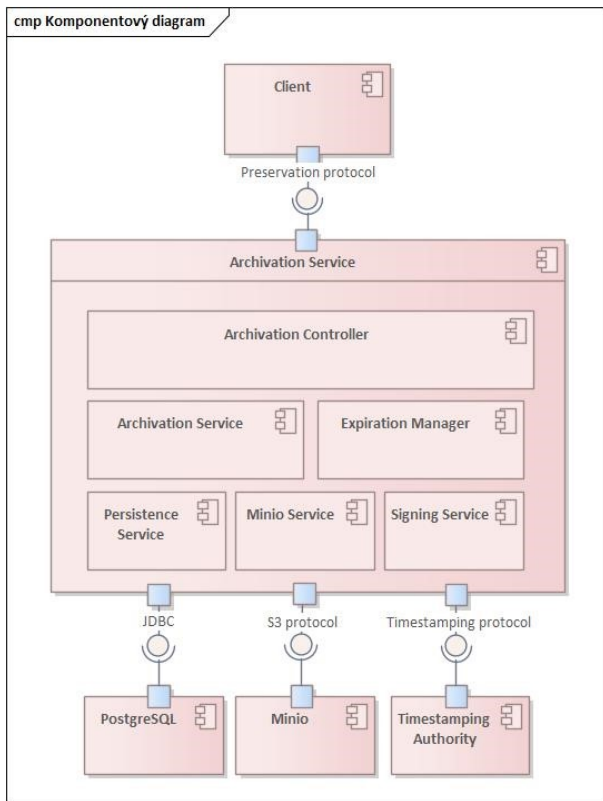 cmp Komponentový diagram
Client
Preservation protocol
Archivation Service
Archivation Controller
Archivation Service
Expiration Manager
Persistence
Service
Minio Service
Signing Service
JDBC
S3 protocol
Timestamping protocol
PostgreSQL
Minio
Timestamping
Authority